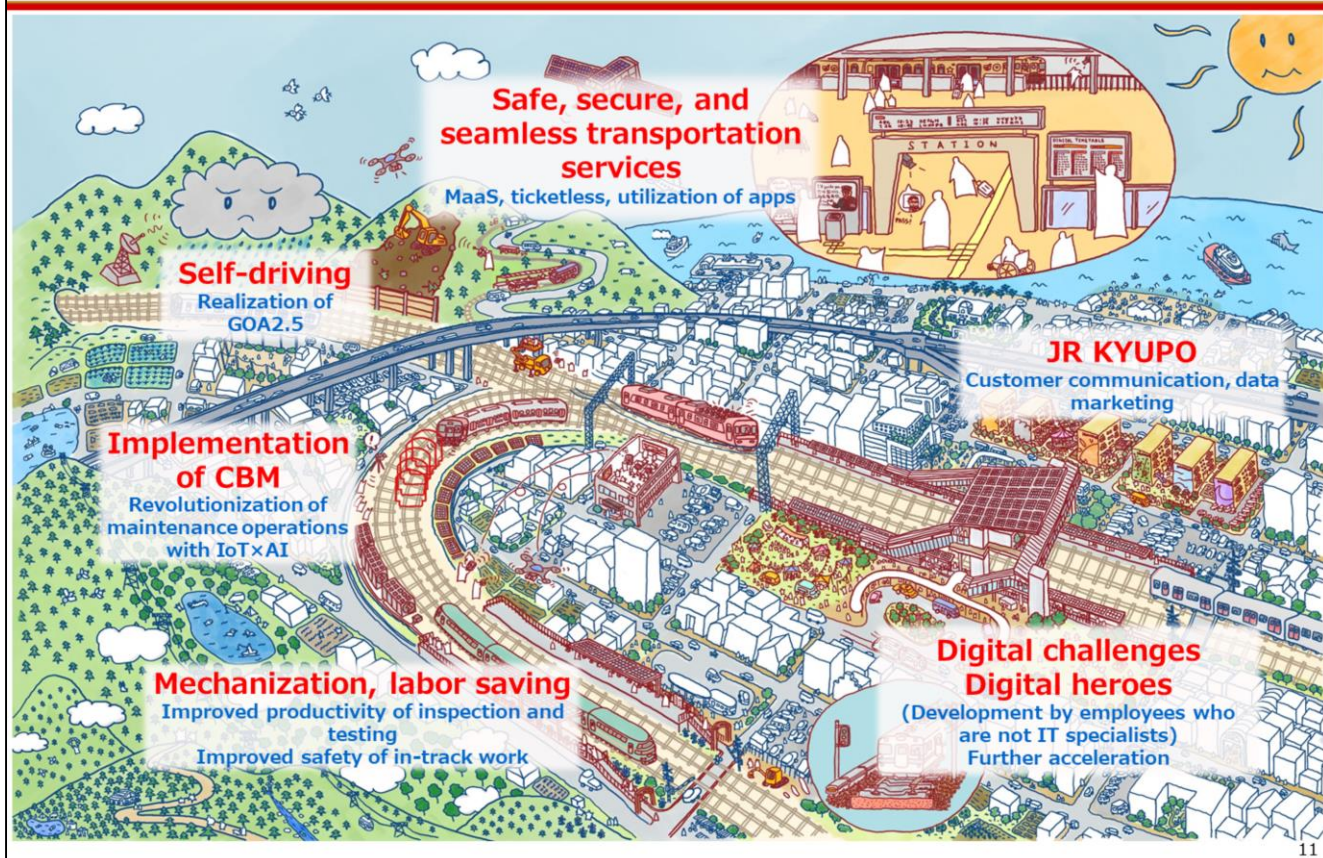 Safe, secure, and
seamless transportation
services
MaaS, ticketless, utilization of apps
STATION
Self-driving
Realization of
GOA2.5
JR KYUPO
Customer communication, data
marketing
Implementation
of CBM
Revolutionization of
maintenance operations
with IoT×AI
Mechanization, labor saving
Improved productivity of inspection and
testing
Improved safety of in-track work
Digital challenges
Digital heroes
(Development by employees who
are not IT specialists)
Further acceleration
11